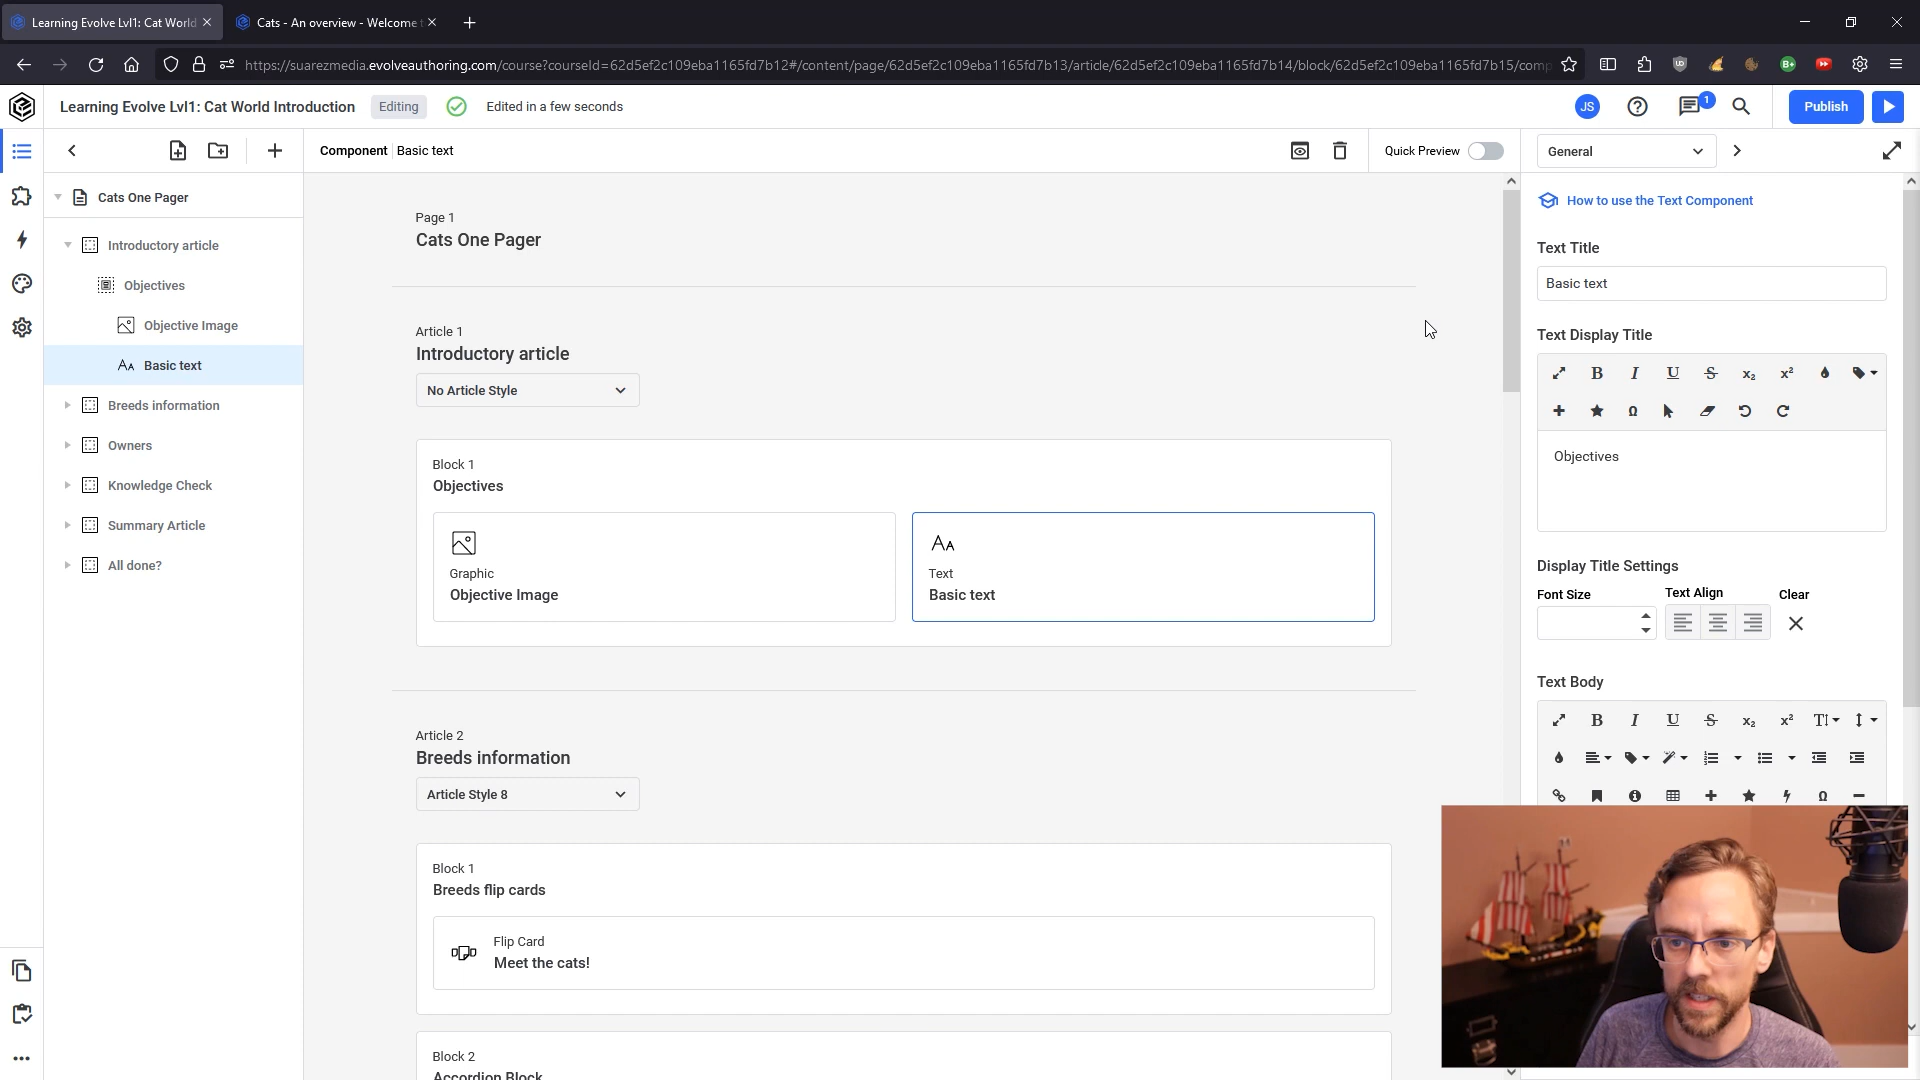 Learning Evolve Lvl1: Cat World
Cats - An overview - Welcome
https://suarezmedia.evolveauthoring.com/course?courseId=62d5ef2c109eba1165fd7b12#/content/page/62d5ef2c109eba1165fd7b13/article/62d5ef2c109eba1165fd7b14/block/62d5ef2c109eba1165fd7b15/comp
Learning Evolve Lvl1: Cat World Introduction
Editing
Edited in a few seconds
JS
1
Publish
Component
Basic text
Quick Preview
General
Cats One Pager
Introductory article
Objectives
Objective Image
Basic text
Breeds information
Owners
Knowledge Check
Summary Article
All done?
Page 1
Cats One Pager
Article 1
Introductory article
No Article Style
Block 1
Objectives
Graphic
Objective Image
Text
Basic text
Article 2
Breeds information
Article Style 8
Block 1
Breeds flip cards
Flip Card
Meet the cats!
Block 2
Accordion Block
How to use the Text Component
Text Title
Basic text
Text Display Title
Objectives
Display Title Settings
Font Size
Text Align
Clear
Text Body